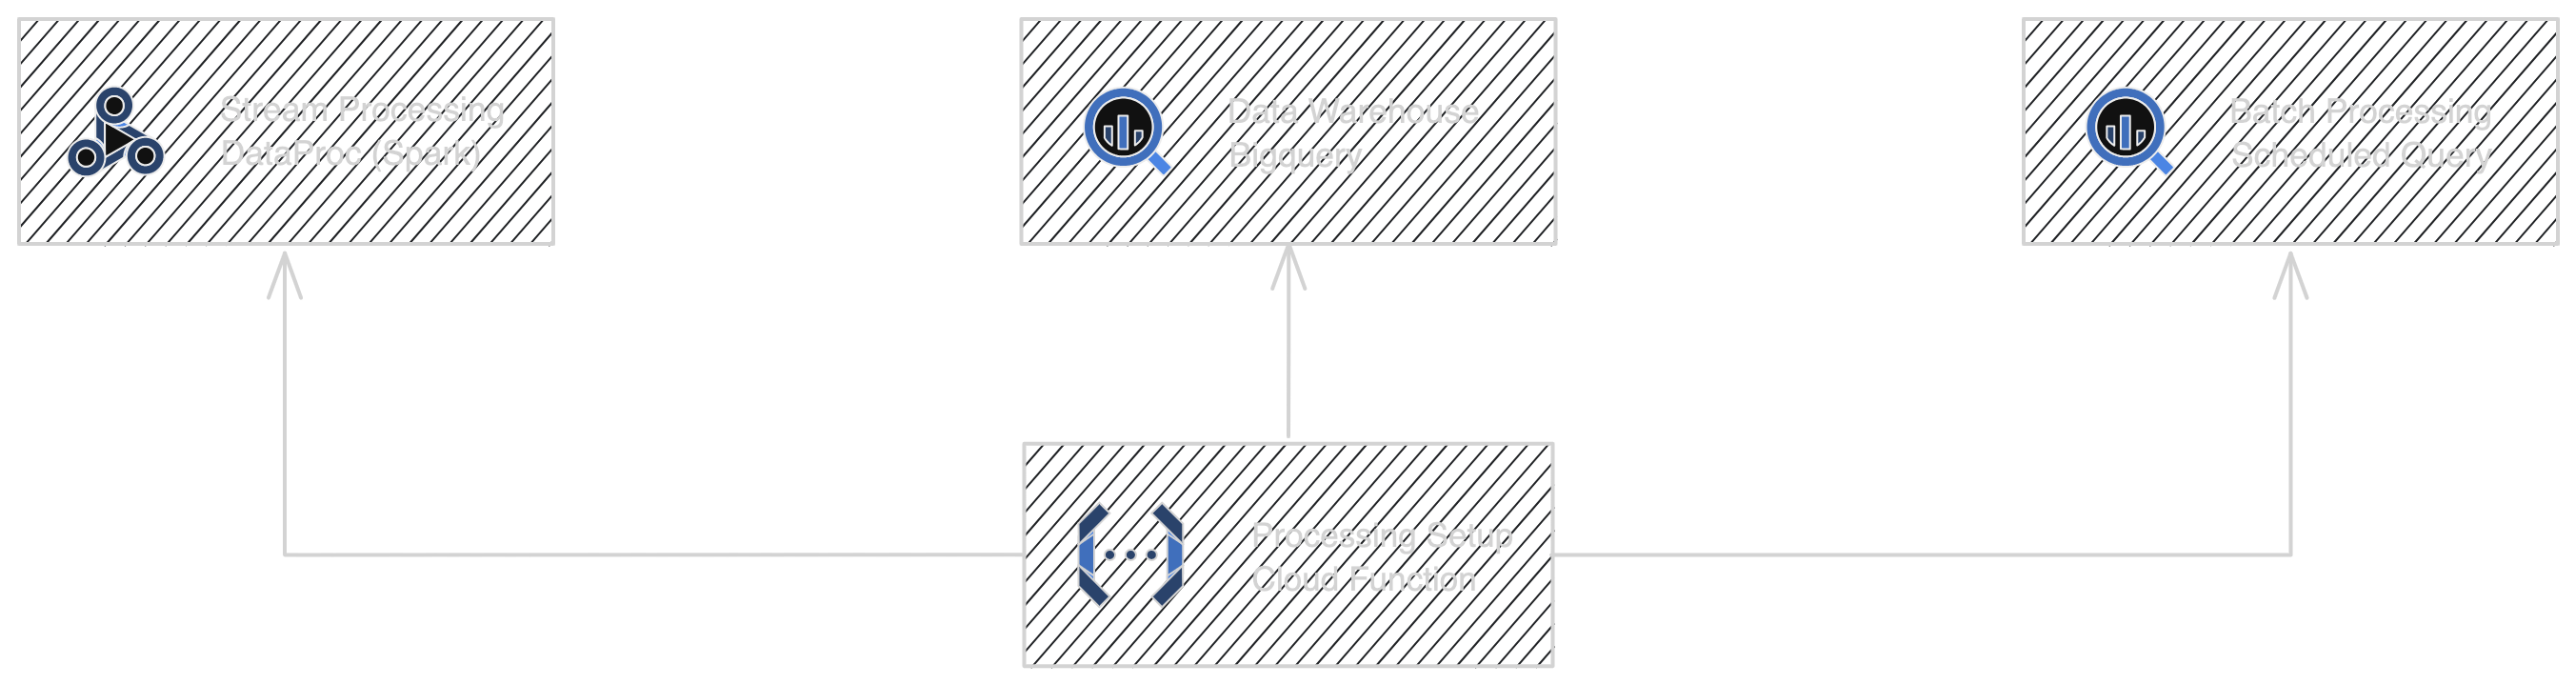 Stream Processing
DataProc (Spark)
Data Warehouse
Bigquery
Batch Processing
Scheduled Query
Processing Setup
Cloud Function